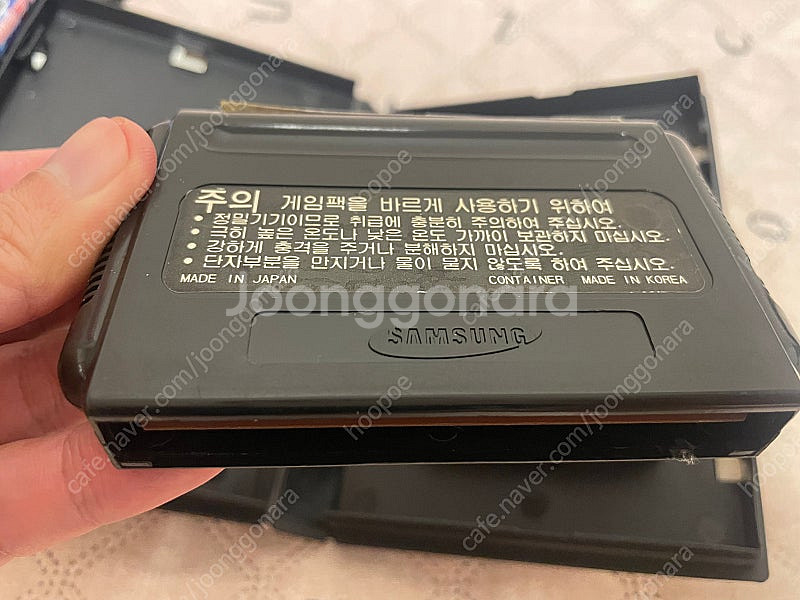 주의 게임팩을 바르게 사용하기 위하여
• 정밀기기이므로 취급에 충분히 주의하여 주십시오.
• 극히 높은 온도나 낮은 온도 가까이 보관하지 마십시오.
• 강하게 충격을 주거나 분해하지 마십시오.
• 단자부분을 만지거나 물이 묻지 않도록 하여 주십시오.
MADE IN JAPAN CONTAINER MADE IN KOREA
Joonggonara
SAMSUNG
cafe.naver.com/joonggonara
hoopoe